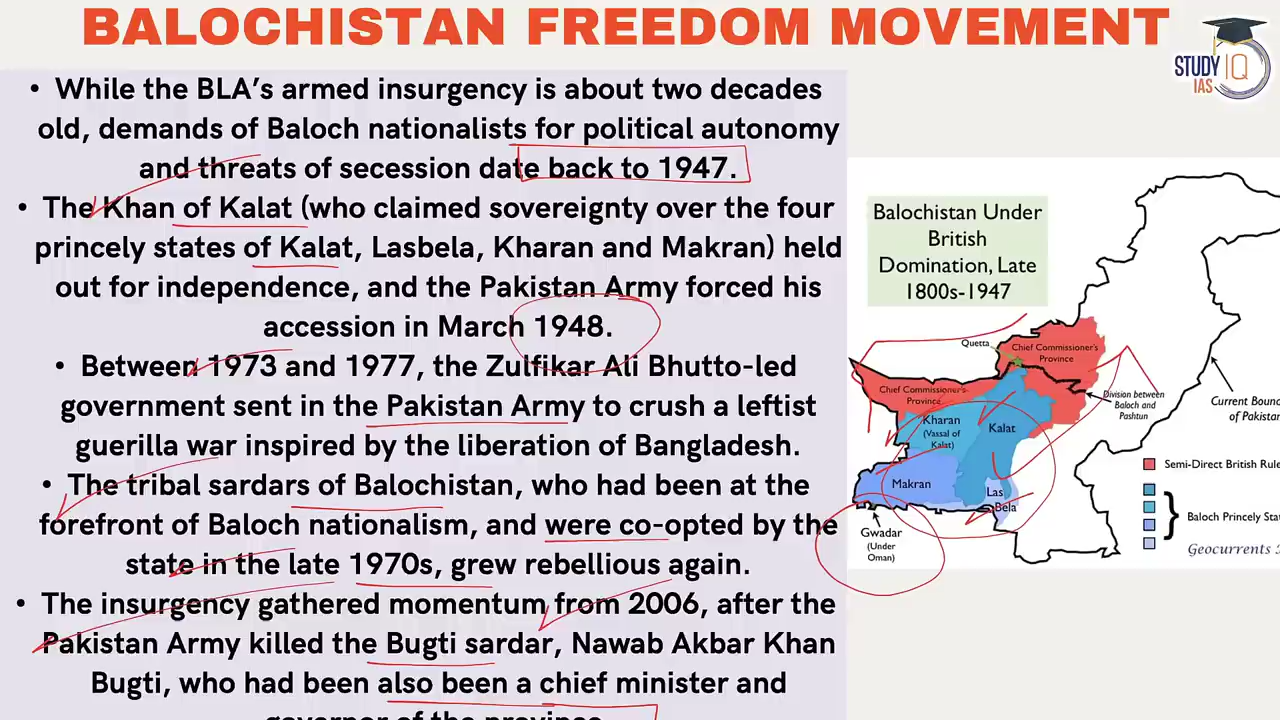 BALOCHISTAN FREEDOM MOVEMENT
STUDY IQ
IAS
• While the BLA’s armed insurgency is about two decades
old, demands of Baloch nationalists for political autonomy
and threats of secession date back to 1947.
• The Khan of Kalat (who claimed sovereignty over the four
princely states of Kalat, Lasbela, Kharan and Makran) held
out for independence, and the Pakistan Army forced his
accession in March 1948.
• Between 1973 and 1977, the Zulfikar Ali Bhutto-led
government sent in the Pakistan Army to crush a leftist
guerilla war inspired by the liberation of Bangladesh.
• The tribal sardars of Balochistan, who had been at the
forefront of Baloch nationalism, and were co-opted by the
state in the late 1970s, grew rebellious again.
• The insurgency gathered momentum from 2006, after the
Pakistan Army killed the Bugti sardar, Nawab Akbar Khan
Bugti, who had been also been a chief minister and
governor of the province.
Balochistan Under
British
Domination, Late
1800s-1947
Quetta
Chief Commissioner's
Province
Chief Commissioner's
Province
Division between
Baloch and
Pashtun
Current Bound
of Pakistan
Kharan
(Vassal of
Kalat)
Kalat
Makran
Las
Bela
Gwadar
(Under
Oman)
Semi-Direct British Rule
Baloch Princely Stat
Geocurrents